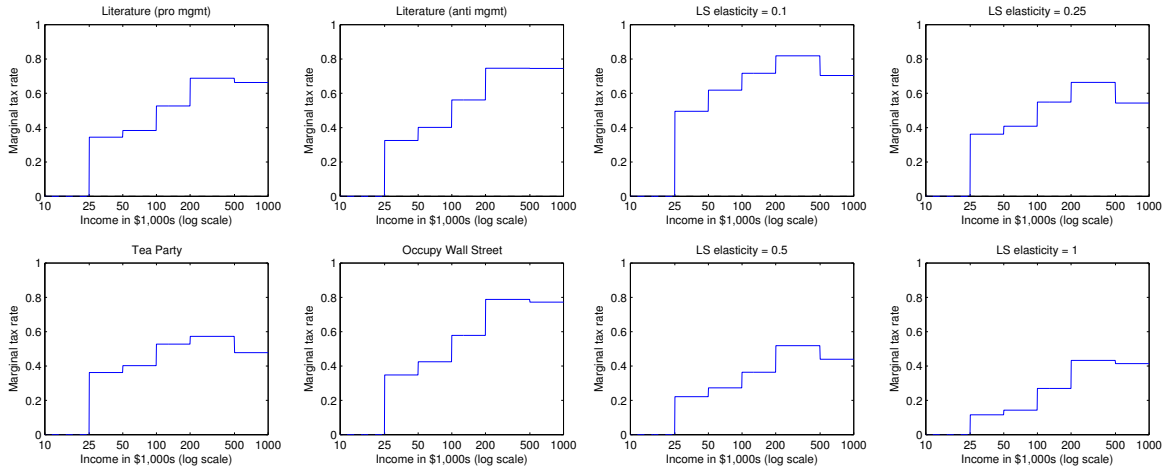 Literature (pro mgmt)
1
0.8
0.6
0.4
0.2
0
Marginal tax rate
10 25 50 100 200 500 1000
Income in $1,000s (log scale)
Literature (anti mgmt)
1
0.8
0.6
0.4
0.2
0
Marginal tax rate
10 25 50 100 200 500 1000
Income in $1,000s (log scale)
LS elasticity = 0.1
1
0.8
0.6
0.4
0.2
0
Marginal tax rate
10 25 50 100 200 500 1000
Income in $1,000s (log scale)
LS elasticity = 0.25
1
0.8
0.6
0.4
0.2
0
Marginal tax rate
10 25 50 100 200 500 1000
Income in $1,000s (log scale)
Tea Party
1
0.8
0.6
0.4
0.2
0
Marginal tax rate
10 25 50 100 200 500 1000
Income in $1,000s (log scale)
Occupy Wall Street
1
0.8
0.6
0.4
0.2
0
Marginal tax rate
10 25 50 100 200 500 1000
Income in $1,000s (log scale)
LS elasticity = 0.5
1
0.8
0.6
0.4
0.2
0
Marginal tax rate
10 25 50 100 200 500 1000
Income in $1,000s (log scale)
LS elasticity = 1
1
0.8
0.6
0.4
0.2
0
Marginal tax rate
10 25 50 100 200 500 1000
Income in $1,000s (log scale)